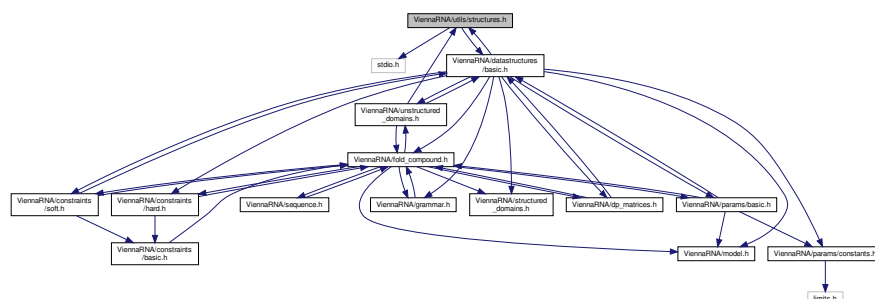 ViennaRNA/utils/structures.h
stdio.h
ViennaRNA/datastructures
/basic.h
ViennaRNA/unstructured
_domains.h
ViennaRNA/fold_compound.h
ViennaRNA/constraints
/soft.h
ViennaRNA/constraints
/hard.h
ViennaRNA/sequence.h
ViennaRNA/grammar.h
ViennaRNA/structured
_domains.h
ViennaRNA/dp_matrices.h
ViennaRNA/params/basic.h
ViennaRNA/constraints
/basic.h
ViennaRNA/model.h
ViennaRNA/params/constants.h
limits.h